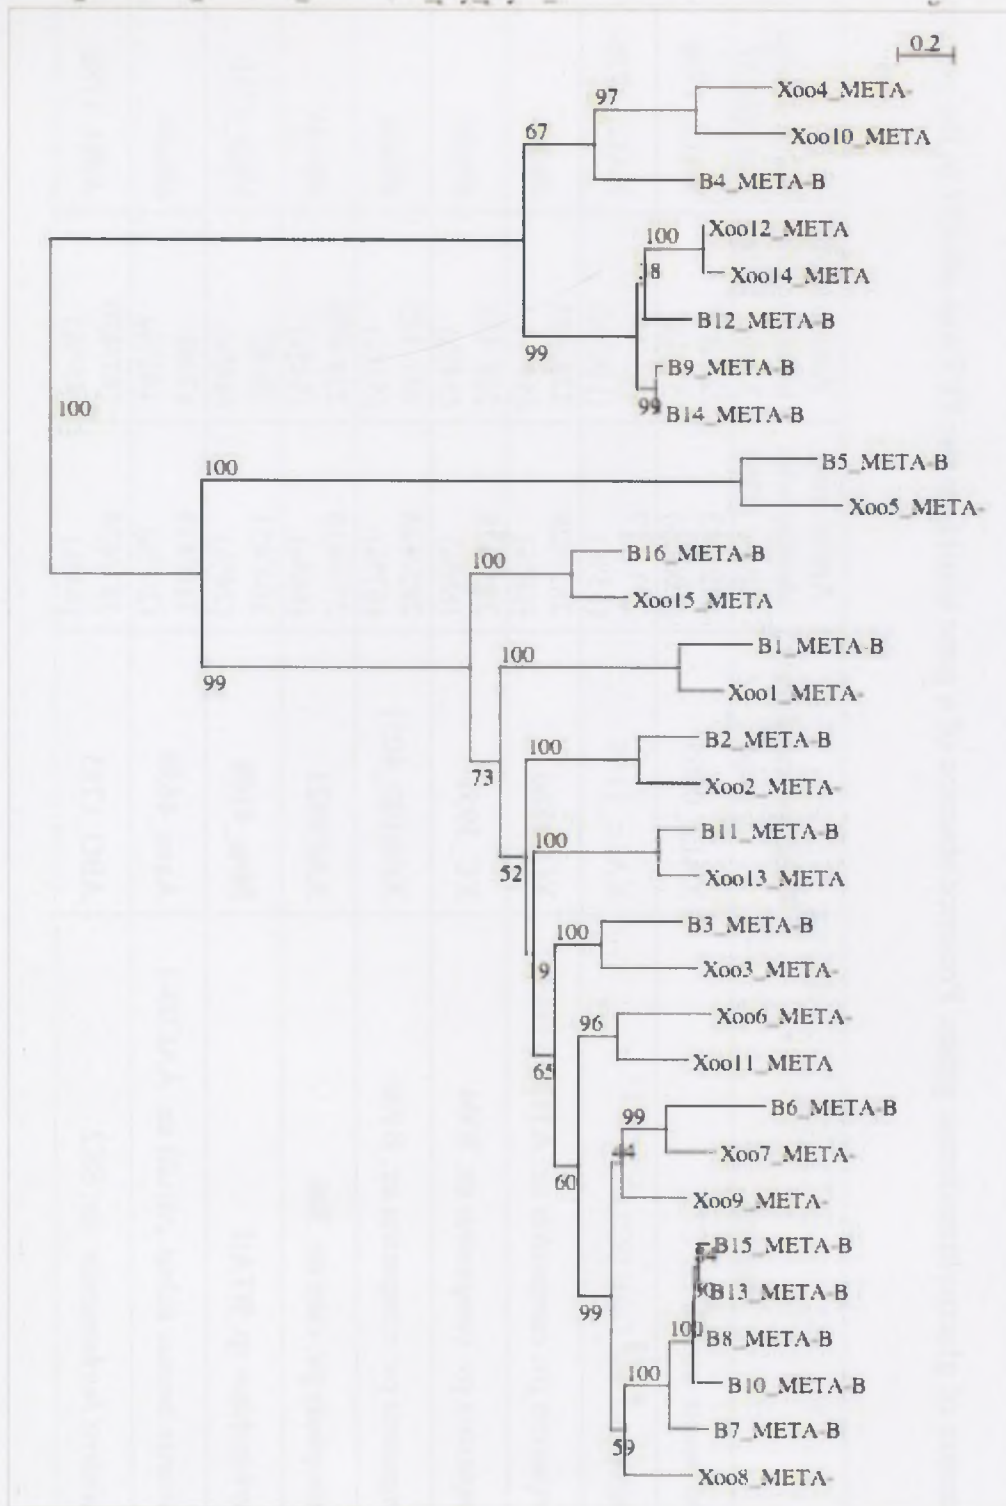 0.2
Xoo4_META-
97
Xoo10_META
67
B4_META-B
Xoo12_META
100
Xoo14_META
B12_META-B
99
B9_META-B
99
B14_META-B
100
B5_META-B
100
Xoo5_META-
B16_META-B
100
Xoo15_META
B1_META-B
100
99
Xoo1_META-
B2_META-B
100
73
Xoo2_META-
B11_META-B
100
52
Xoo13_META
B3_META-B
100
Xoo3_META-
Xoo6_META-
96
65
Xoo11_META
B6_META-B
99
44
Xoo7_META-
60
Xoo9_META-
B15_META-B
B13_META-B
99
100
B8_META-B
100
B10_META-B
B7_META-B
59
Xoo8_META-